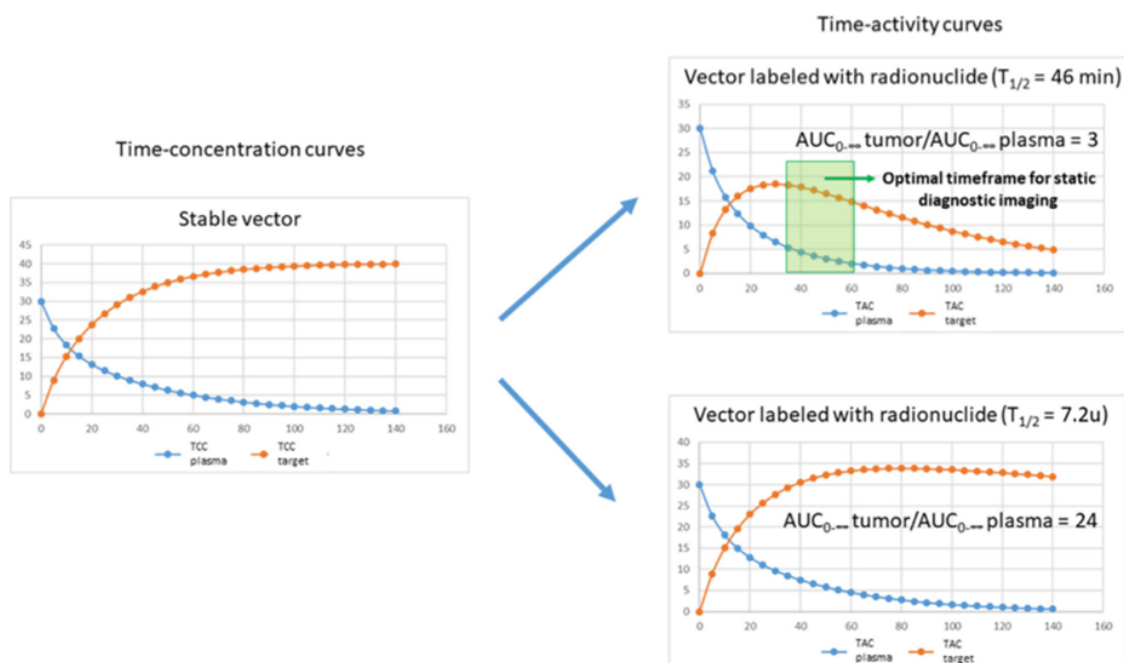 Time-activity curves
Vector labeled with radionuclide (T1/2 = 46 min)
35
30
25
20
15
10
5
0
AUC0-∞ tumor/AUC0-∞ plasma = 3
Optimal timeframe for static
diagnostic imaging
0 20 40 60 80 100 120 140 160
TAC
plasma
TAC
target
Time-concentration curves
Stable vector
45
40
35
30
25
20
15
10
5
0
0 20 40 60 80 100 120 140 160
TCC
plasma
TCC
target
Vector labeled with radionuclide (T1/2 = 7.2u)
40
35
30
25
20
15
10
5
0
AUC0-∞ tumor/AUC0-∞ plasma = 24
0 20 40 60 80 100 120 140 160
TAC
plasma
TAC
target